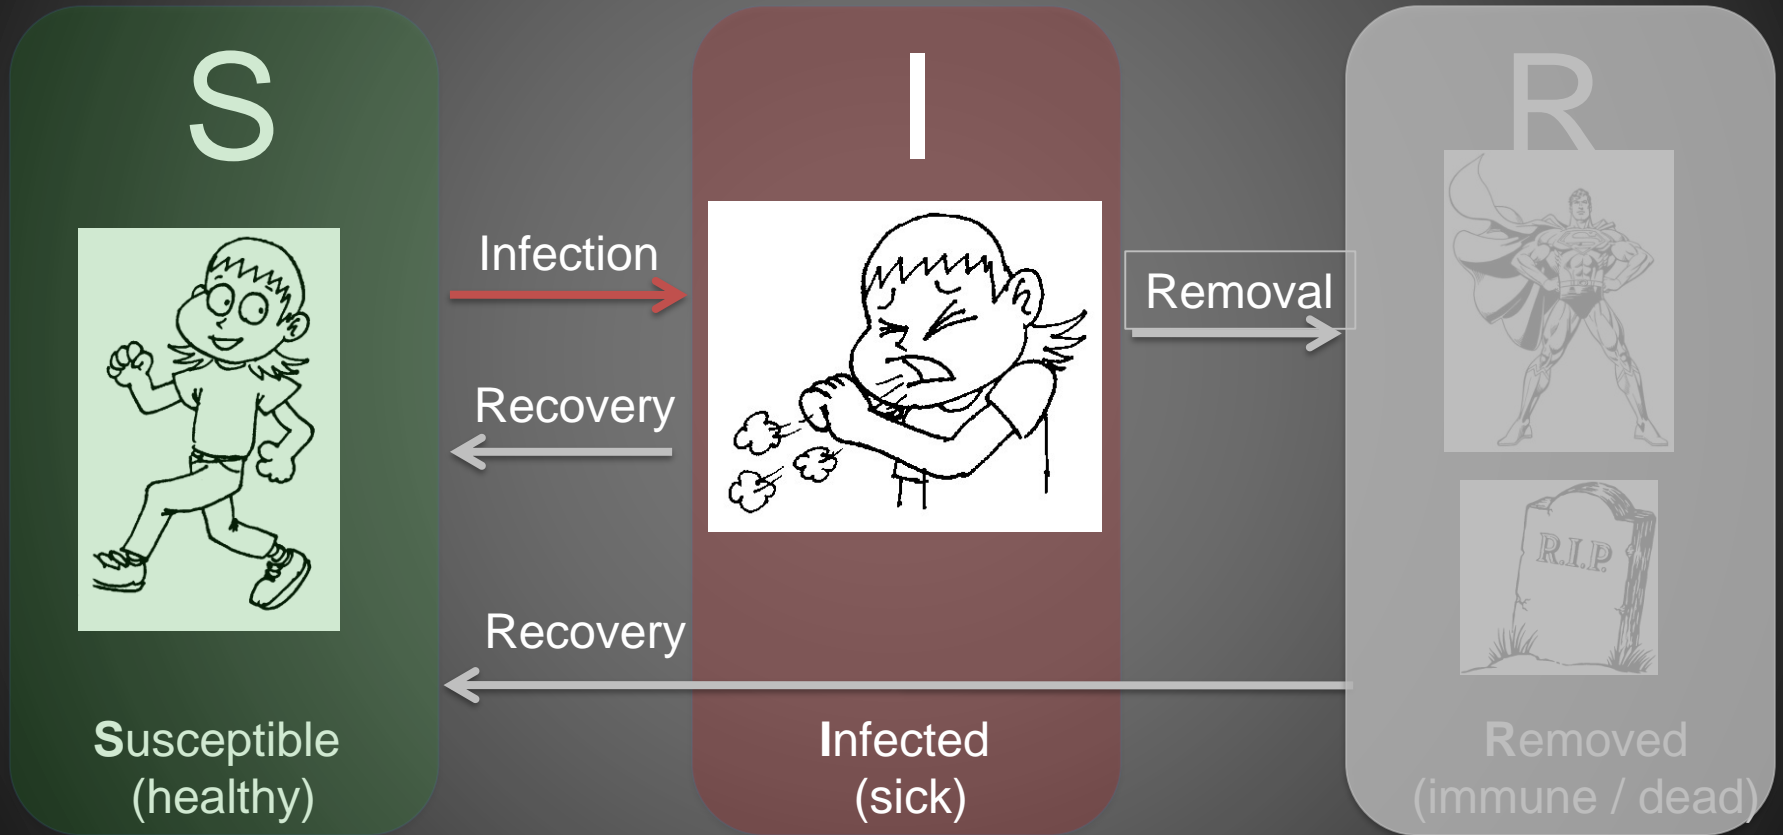 S
I
R
Infection
Removal
Recovery
R.I.P.
Recovery
Susceptible
(healthy)
Infected
(sick)
Removed
(immune / dead)